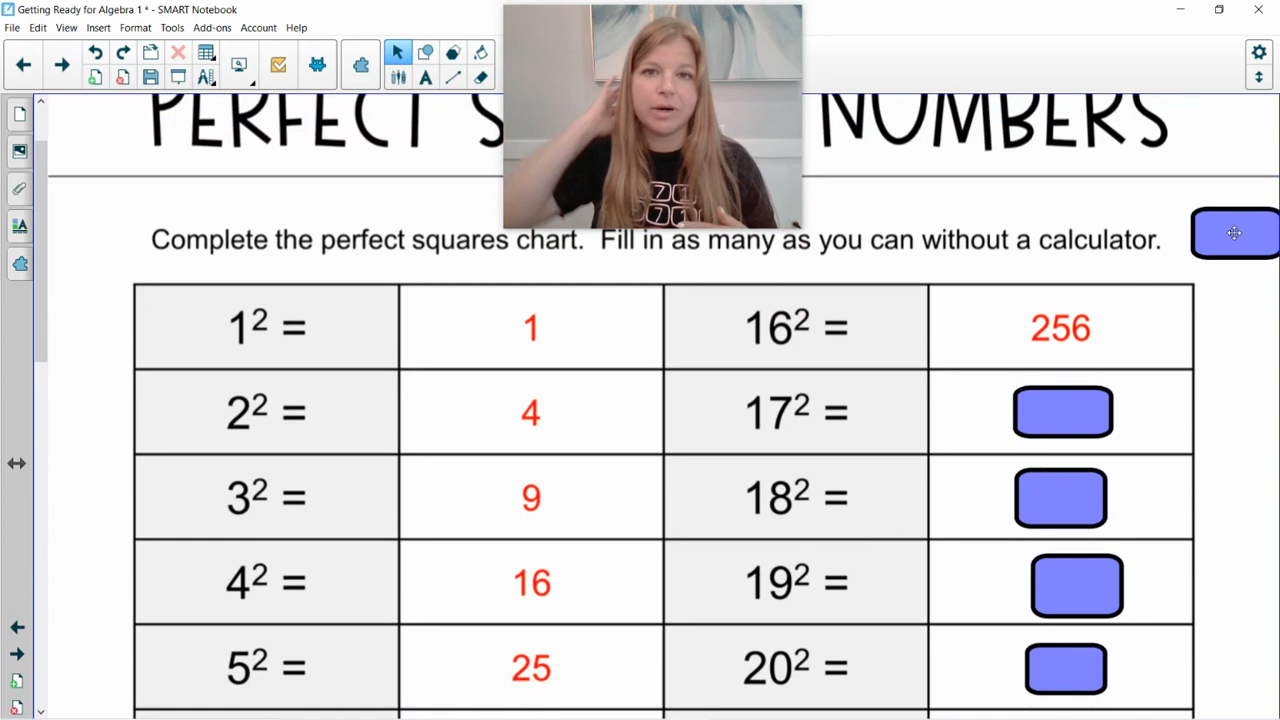 Getting Ready for Algebra 1 * - SMART Notebook
File Edit View Insert Format Tools Add-ons Account Help
PERFECT S NUMBERS
Complete the perfect squares chart. Fill in as many as you can without a calculator.
1² = 1 16² = 256
2² = 4 17² =
3² = 9 18² =
4² = 16 19² =
5² = 25 20² =